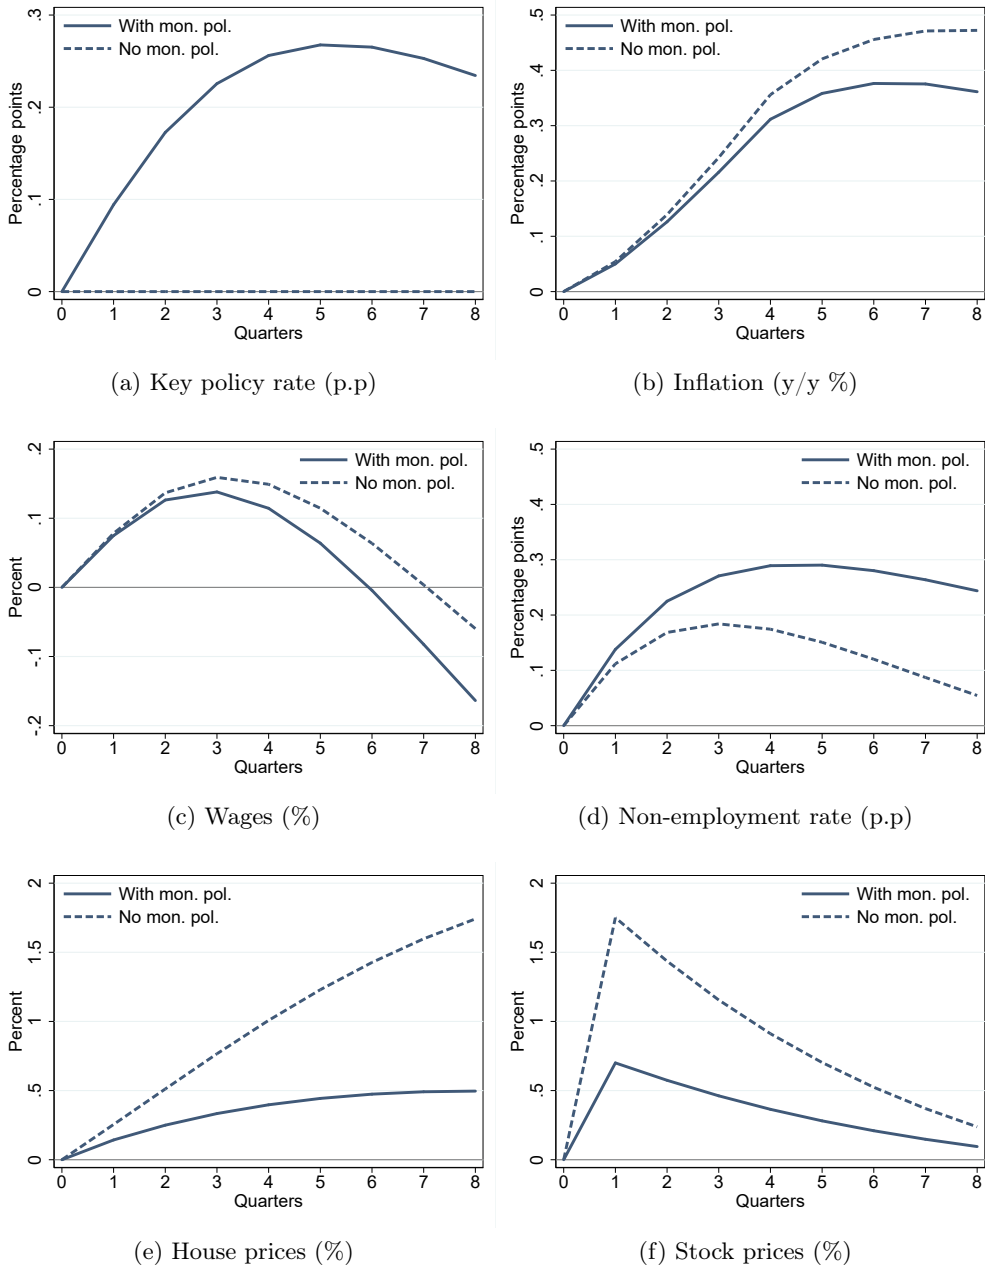 With mon. pol.
No mon. pol.
Percentage points
0 .1 .2 .3
0 1 2 3 4 5 6 7 8
Quarters
(a) Key policy rate (p.p)
With mon. pol.
No mon. pol.
Percentage points
0 .1 .2 .3 .4 .5
0 1 2 3 4 5 6 7 8
Quarters
(b) Inflation (y/y %)
With mon. pol.
No mon. pol.
Percent
-.2 -.1 0 .1 .2
0 1 2 3 4 5 6 7 8
Quarters
(c) Wages (%)
With mon. pol.
No mon. pol.
Percentage points
0 .1 .2 .3 .4 .5
0 1 2 3 4 5 6 7 8
Quarters
(d) Non-employment rate (p.p)
With mon. pol.
No mon. pol.
Percent
0 .5 1 1.5 2
0 1 2 3 4 5 6 7 8
Quarters
(e) House prices (%)
With mon. pol.
No mon. pol.
Percent
0 .5 1 1.5 2
0 1 2 3 4 5 6 7 8
Quarters
(f) Stock prices (%)